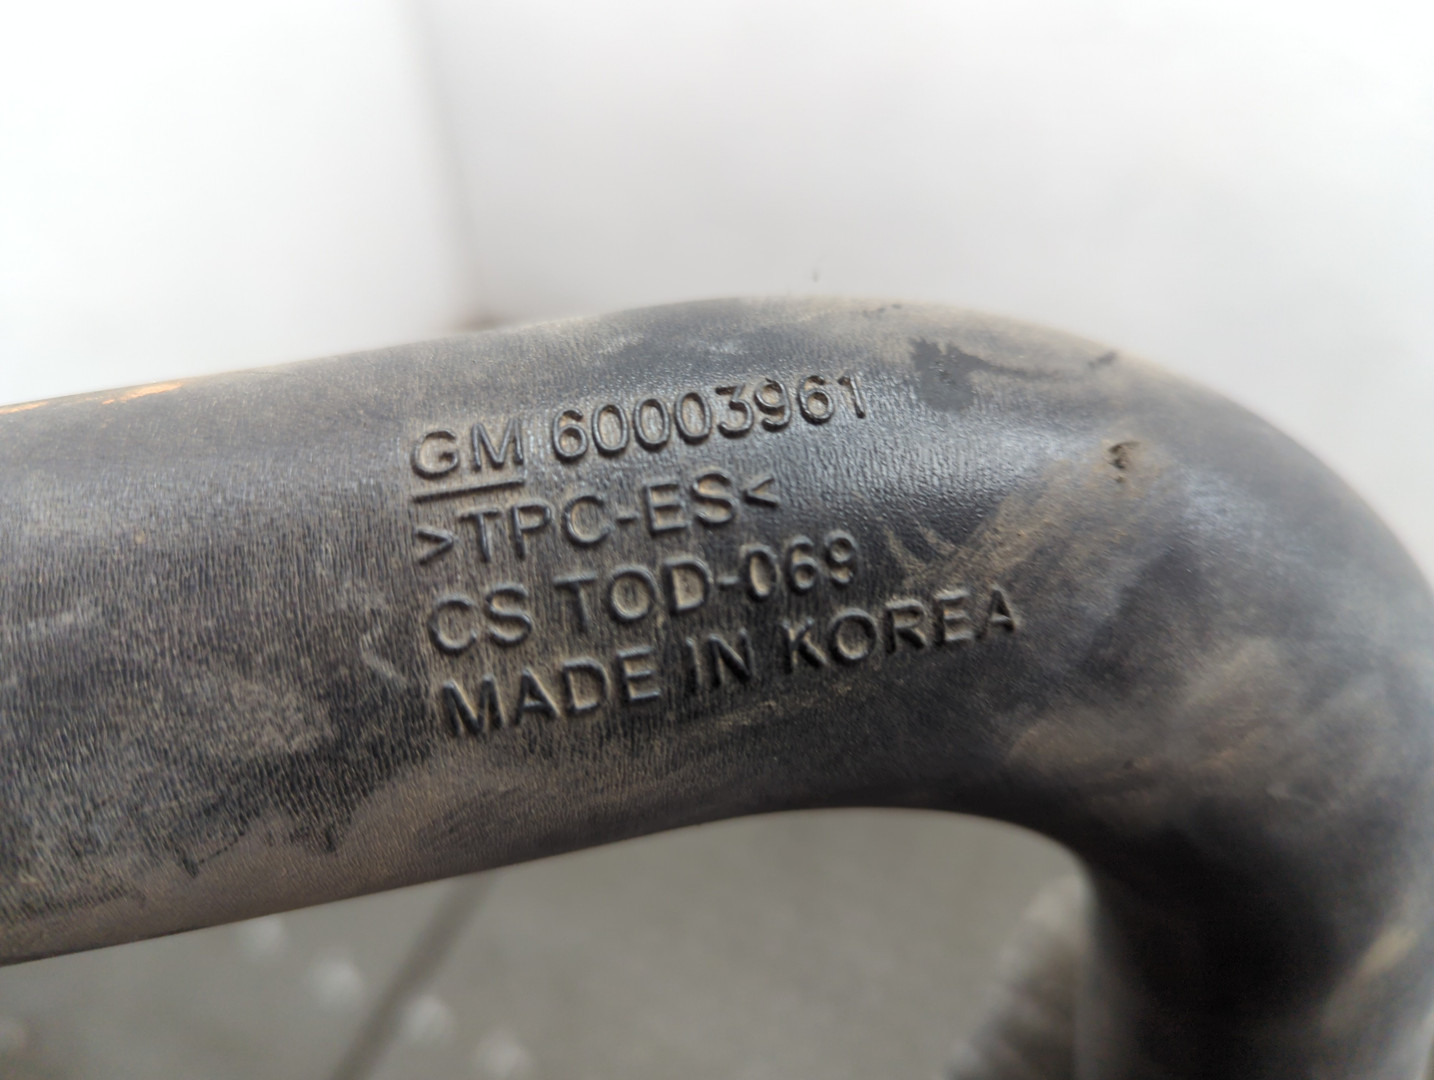 GM 60003961
>TPC-ES<
CS TOD-069
MADE IN KOREA